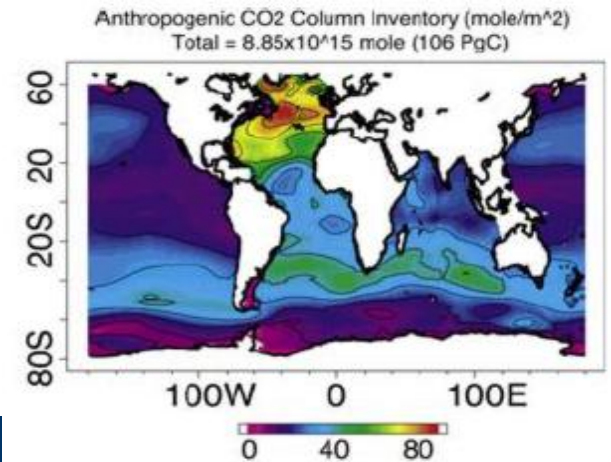 Anthropogenic CO2 Column Inventory (mole/m^2)
Total = 8.85x10^15 mole (106 PgC)
60
20
20S
80S
100W 0 100E
0 40 80